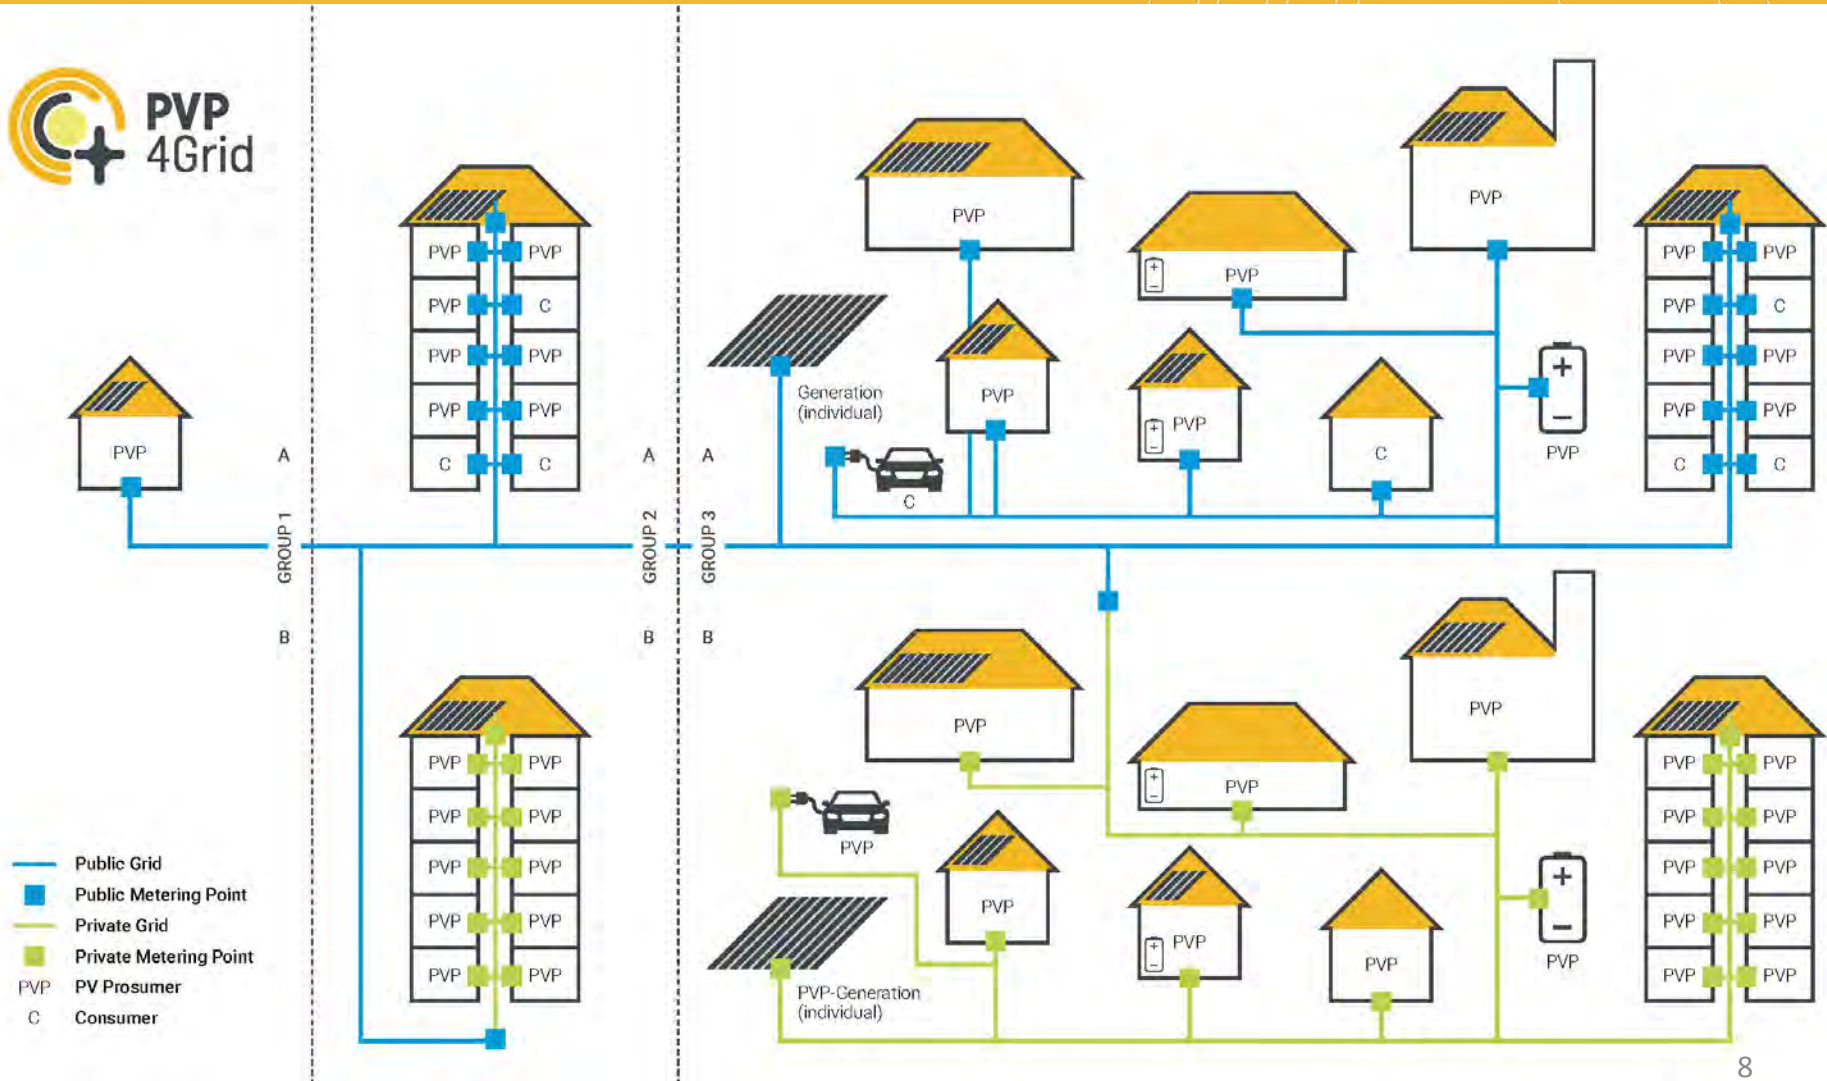 PVP
4Grid
PVP
A
GROUP 1
B
PVP PVP
PVP C
PVP PVP
PVP PVP
C C
A
GROUP 2
B
PVP PVP
PVP PVP
PVP PVP
PVP PVP
PVP PVP
A
GROUP 3
B
PVP
PVP
+
−
PVP
Generation
(individual)
PVP
C
PVP
+
−
C
+
−
PVP
PVP PVP
PVP C
PVP PVP
PVP PVP
C C
PVP
PVP
+
−
PVP
PVP
PVP
PVP
+
−
PVP
+
−
PVP
PVP-Generation
(individual)
PVP PVP
PVP PVP
PVP PVP
PVP PVP
PVP PVP
Public Grid
Public Metering Point
Private Grid
Private Metering Point
PVP PV Prosumer
C Consumer
8